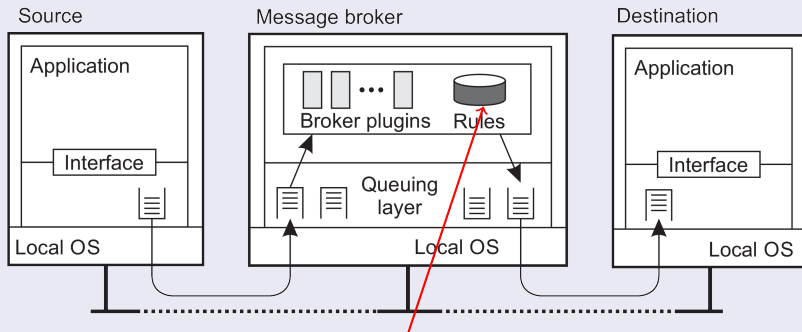 Source
Message broker
Destination
Application
Broker plugins
Rules
Application
Interface
Queuing
layer
Interface
Local OS
Local OS
Local OS